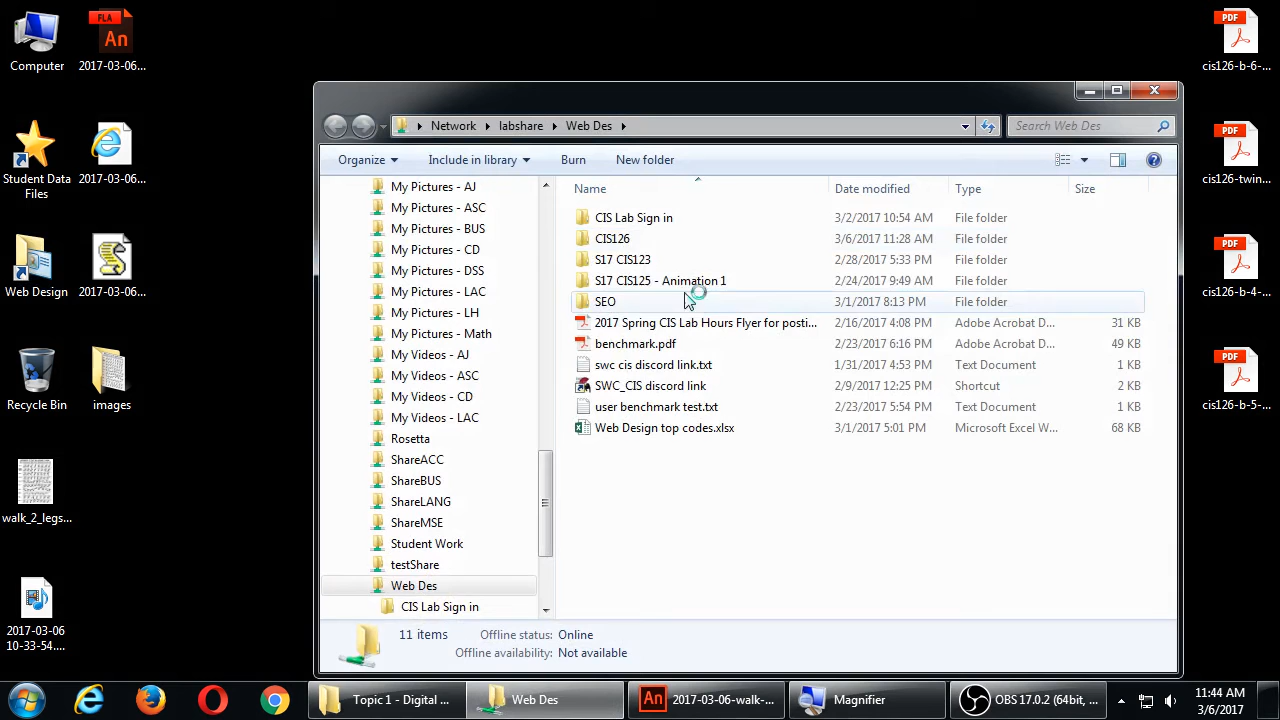 Computer
FLA
An
2017-03-06...
Student Data
Files
2017-03-06...
Web Design
2017-03-06...
Recycle Bin
images
walk_2_legs...
2017-03-06
10-33-54....
PDF
cis126-b-6-...
PDF
cis126-twin...
PDF
cis126-b-4-...
PDF
cis126-b-5-...
Network labshare Web Des
Search Web Des
Organize Include in library Burn New folder
My Pictures - AJ
My Pictures - ASC
My Pictures - BUS
My Pictures - CD
My Pictures - DSS
My Pictures - LAC
My Pictures - LH
My Pictures - Math
My Videos - AJ
My Videos - ASC
My Videos - CD
My Videos - LAC
Rosetta
ShareACC
ShareBUS
ShareLANG
ShareMSE
Student Work
testShare
Web Des
CIS Lab Sign in
Name Date modified Type Size
CIS Lab Sign in 3/2/2017 10:54 AM File folder
CIS126 3/6/2017 11:28 AM File folder
S17 CIS123 2/28/2017 5:33 PM File folder
S17 CIS125 - Animation 1 2/24/2017 9:49 AM File folder
SEO 3/1/2017 8:13 PM File folder
2017 Spring CIS Lab Hours Flyer for posti... 2/16/2017 4:08 PM Adobe Acrobat D... 31 KB
benchmark.pdf 2/23/2017 6:16 PM Adobe Acrobat D... 49 KB
swc cis discord link.txt 1/31/2017 4:53 PM Text Document 1 KB
SWC_CIS discord link 2/9/2017 12:25 PM Shortcut 2 KB
user benchmark test.txt 2/23/2017 5:54 PM Text Document 1 KB
Web Design top codes.xlsx 3/1/2017 5:01 PM Microsoft Excel W... 68 KB
11 items Offline status: Online
Offline availability: Not available
Topic 1 - Digital ...
Web Des
An 2017-03-06-walk-...
Magnifier
OBS 17.0.2 (64bit, ...
11:44 AM
3/6/2017